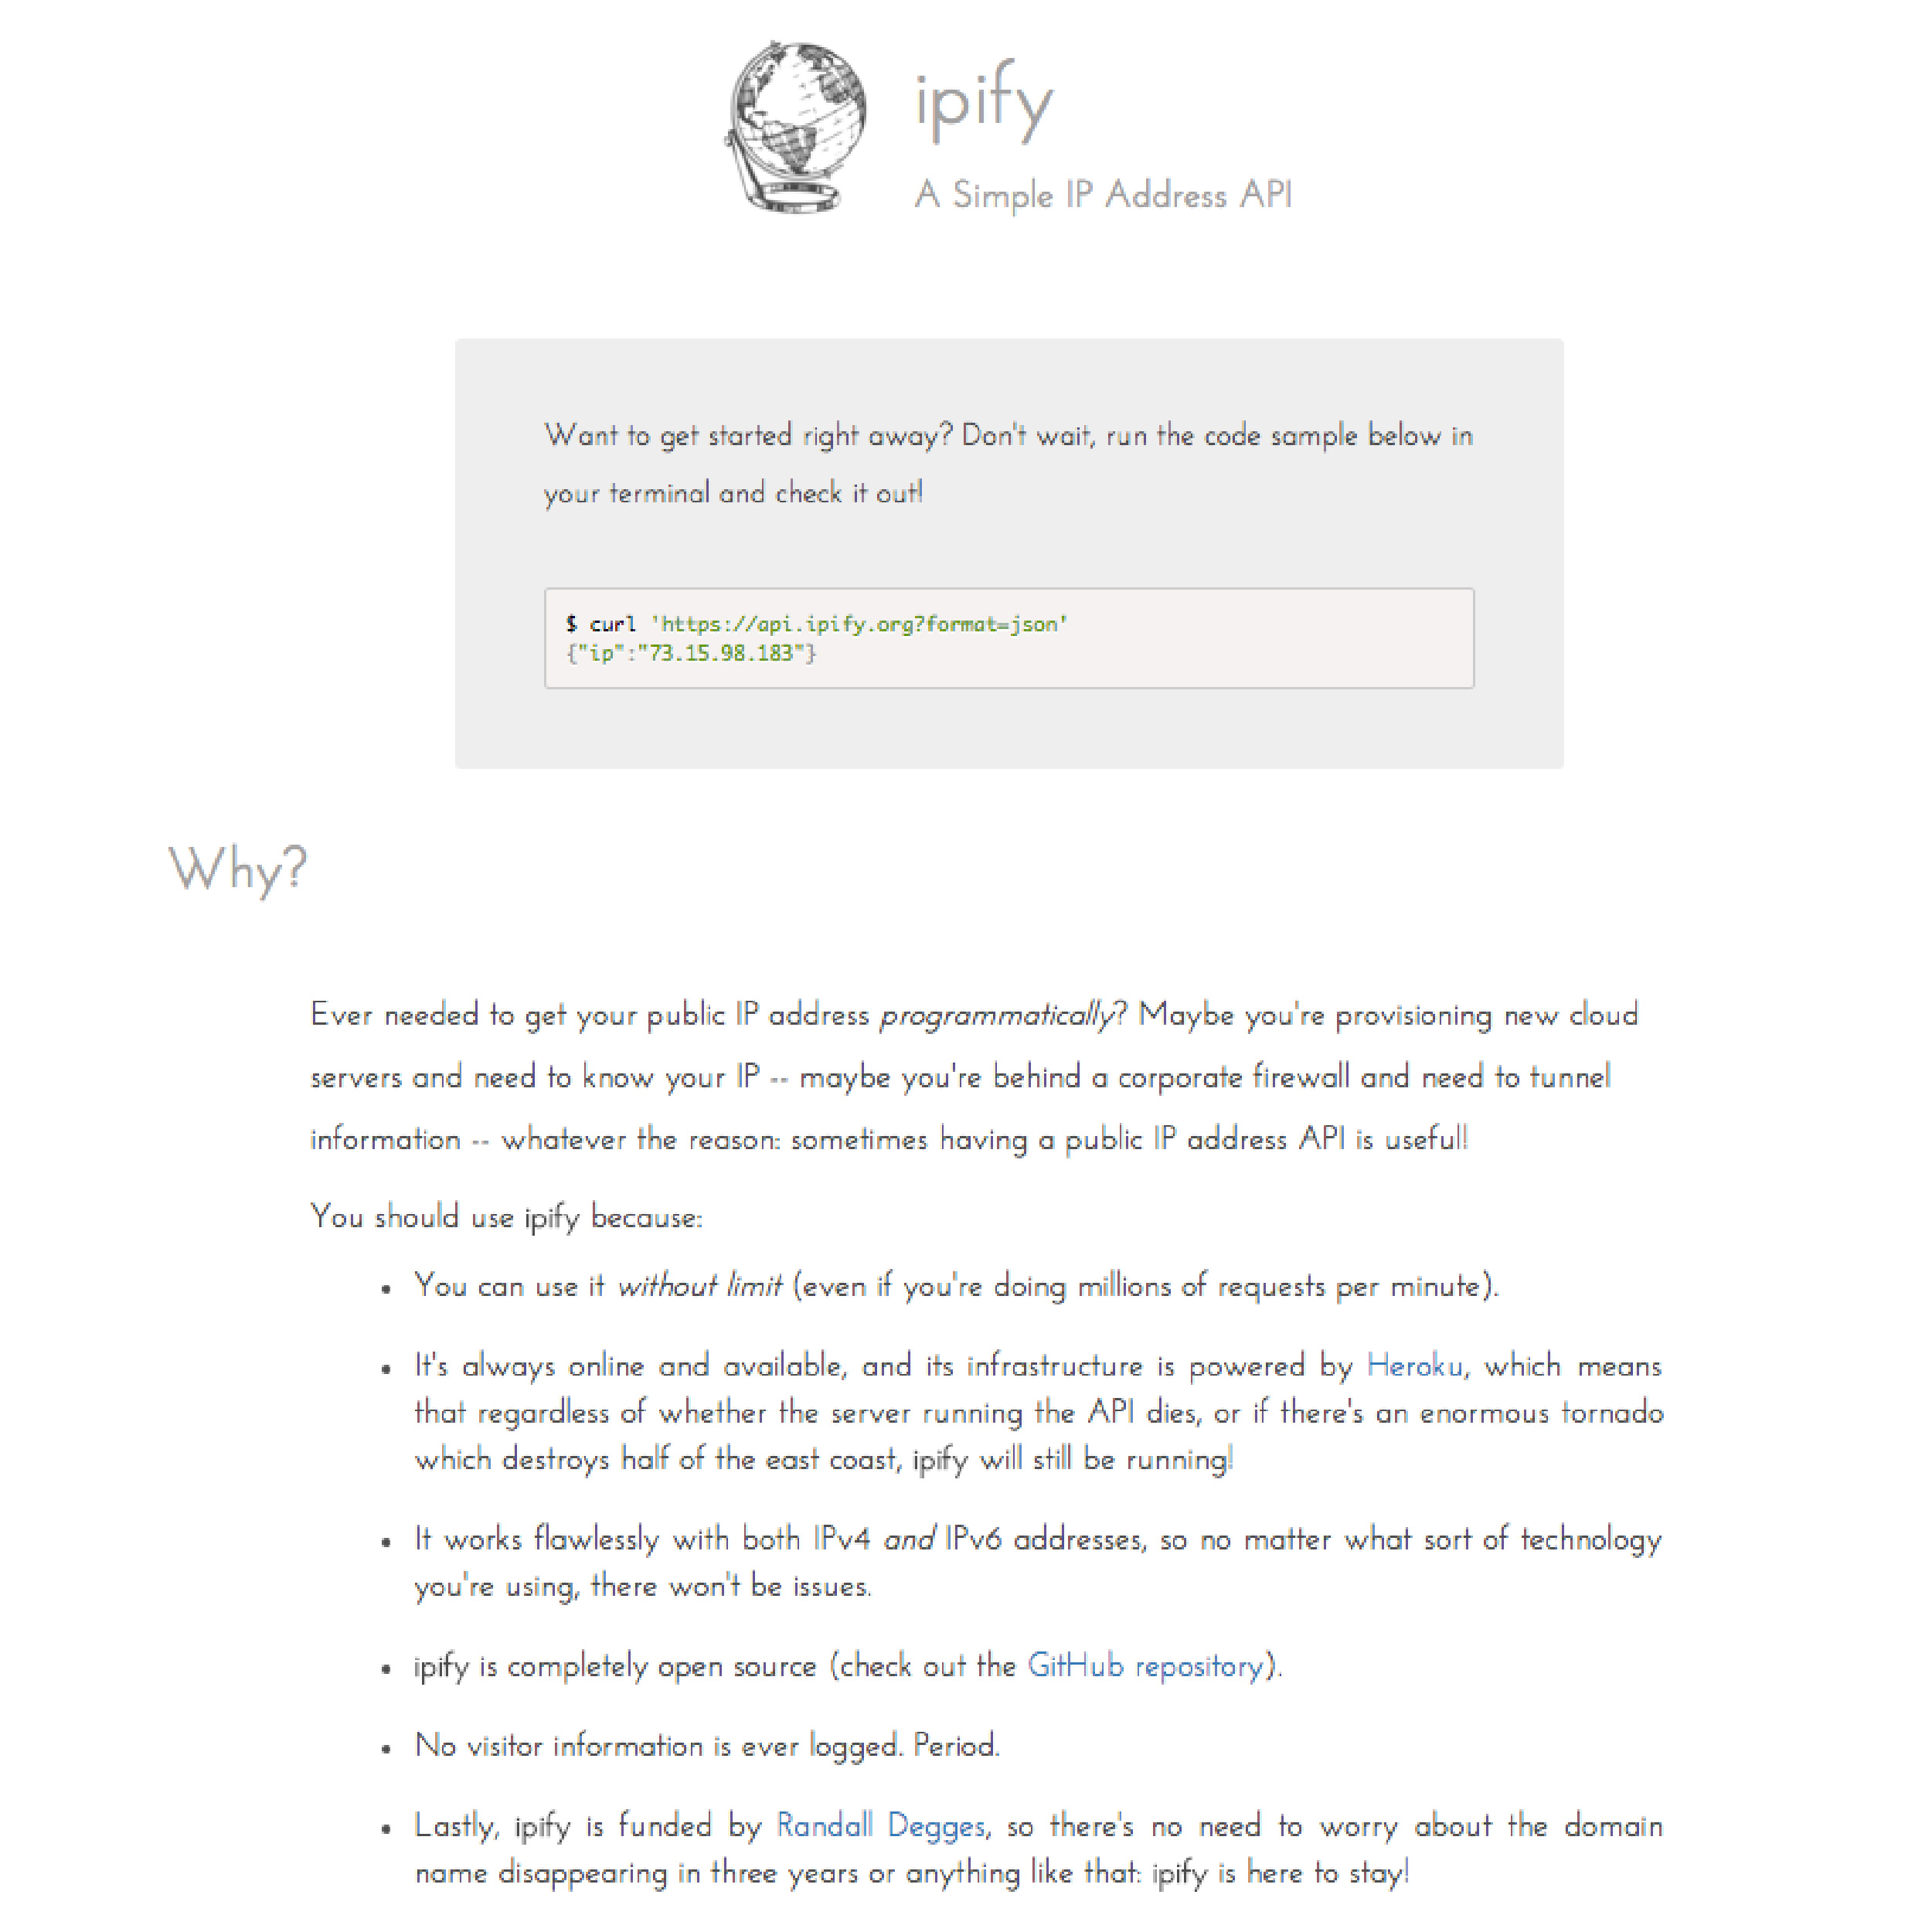 ipify
A Simple IP Address API
Want to get started right away? Don't wait, run the code sample below in
your terminal and check it out!
$ curl 'https://api.ipify.org?format=json'
{"ip":"73.15.98.183"}
Why?
Ever needed to get your public IP address programmatically? Maybe you're provisioning new cloud
servers and need to know your IP -- maybe you're behind a corporate firewall and need to tunnel
information -- whatever the reason: sometimes having a public IP address API is useful!
You should use ipify because:
• You can use it without limit (even if you're doing millions of requests per minute).
• It's always online and available, and its infrastructure is powered by Heroku, which means
that regardless of whether the server running the API dies, or if there's an enormous tornado
which destroys half of the east coast, ipify will still be running!
• It works flawlessly with both IPv4 and IPv6 addresses, so no matter what sort of technology
you're using, there won't be issues.
• ipify is completely open source (check out the GitHub repository).
• No visitor information is ever logged. Period.
• Lastly, ipify is funded by Randall Degges, so there's no need to worry about the domain
name disappearing in three years or anything like that: ipify is here to stay!